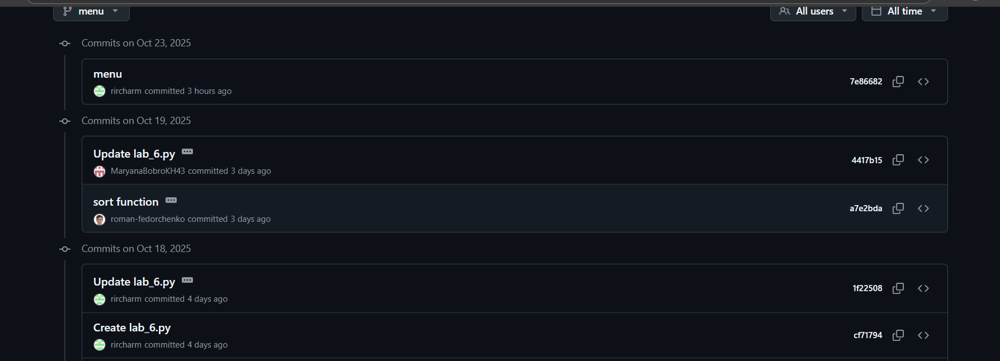 menu
All users
All time
Commits on Oct 23, 2025
menu
rircharm committed 3 hours ago
7e86682
Commits on Oct 19, 2025
Update lab_6.py
MaryanaBobroKH43 committed 3 days ago
4417b15
sort function
roman-fedorchenko committed 3 days ago
a7e2bda
Commits on Oct 18, 2025
Update lab_6.py
rircharm committed 4 days ago
1f22508
Create lab_6.py
rircharm committed 4 days ago
cf71794